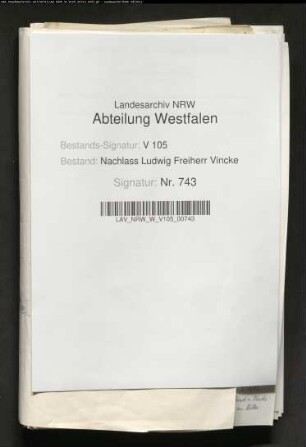 Landesarchiv NRW
Abteilung Westfalen
Bestands-Signatur: V 105
Bestand: Nachlass Ludwig Freiherr Vincke
Signatur: Nr. 743
LAV_NRW_W_V105_00743